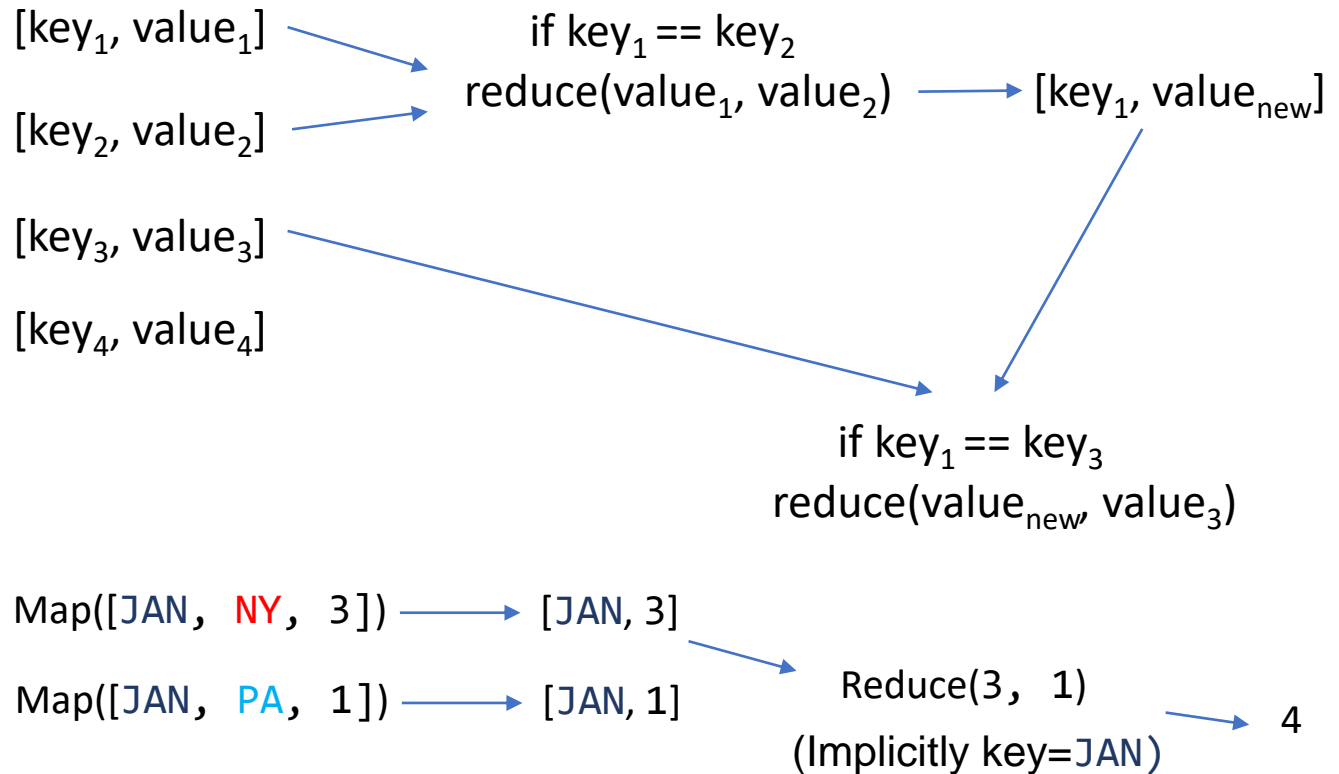 [key₁, value₁]
if key₁ == key₂
reduce(value₁, value₂)
[key₁, valueₙₑw]
[key₂, value₂]
[key₃, value₃]
[key₄, value₄]
if key₁ == key₃
reduce(valueₙₑw, value₃)
Map([JAN, NY, 3])
[JAN, 3]
Map([JAN, PA, 1])
[JAN, 1]
Reduce(3, 1)
(Implicitly key=JAN)
4